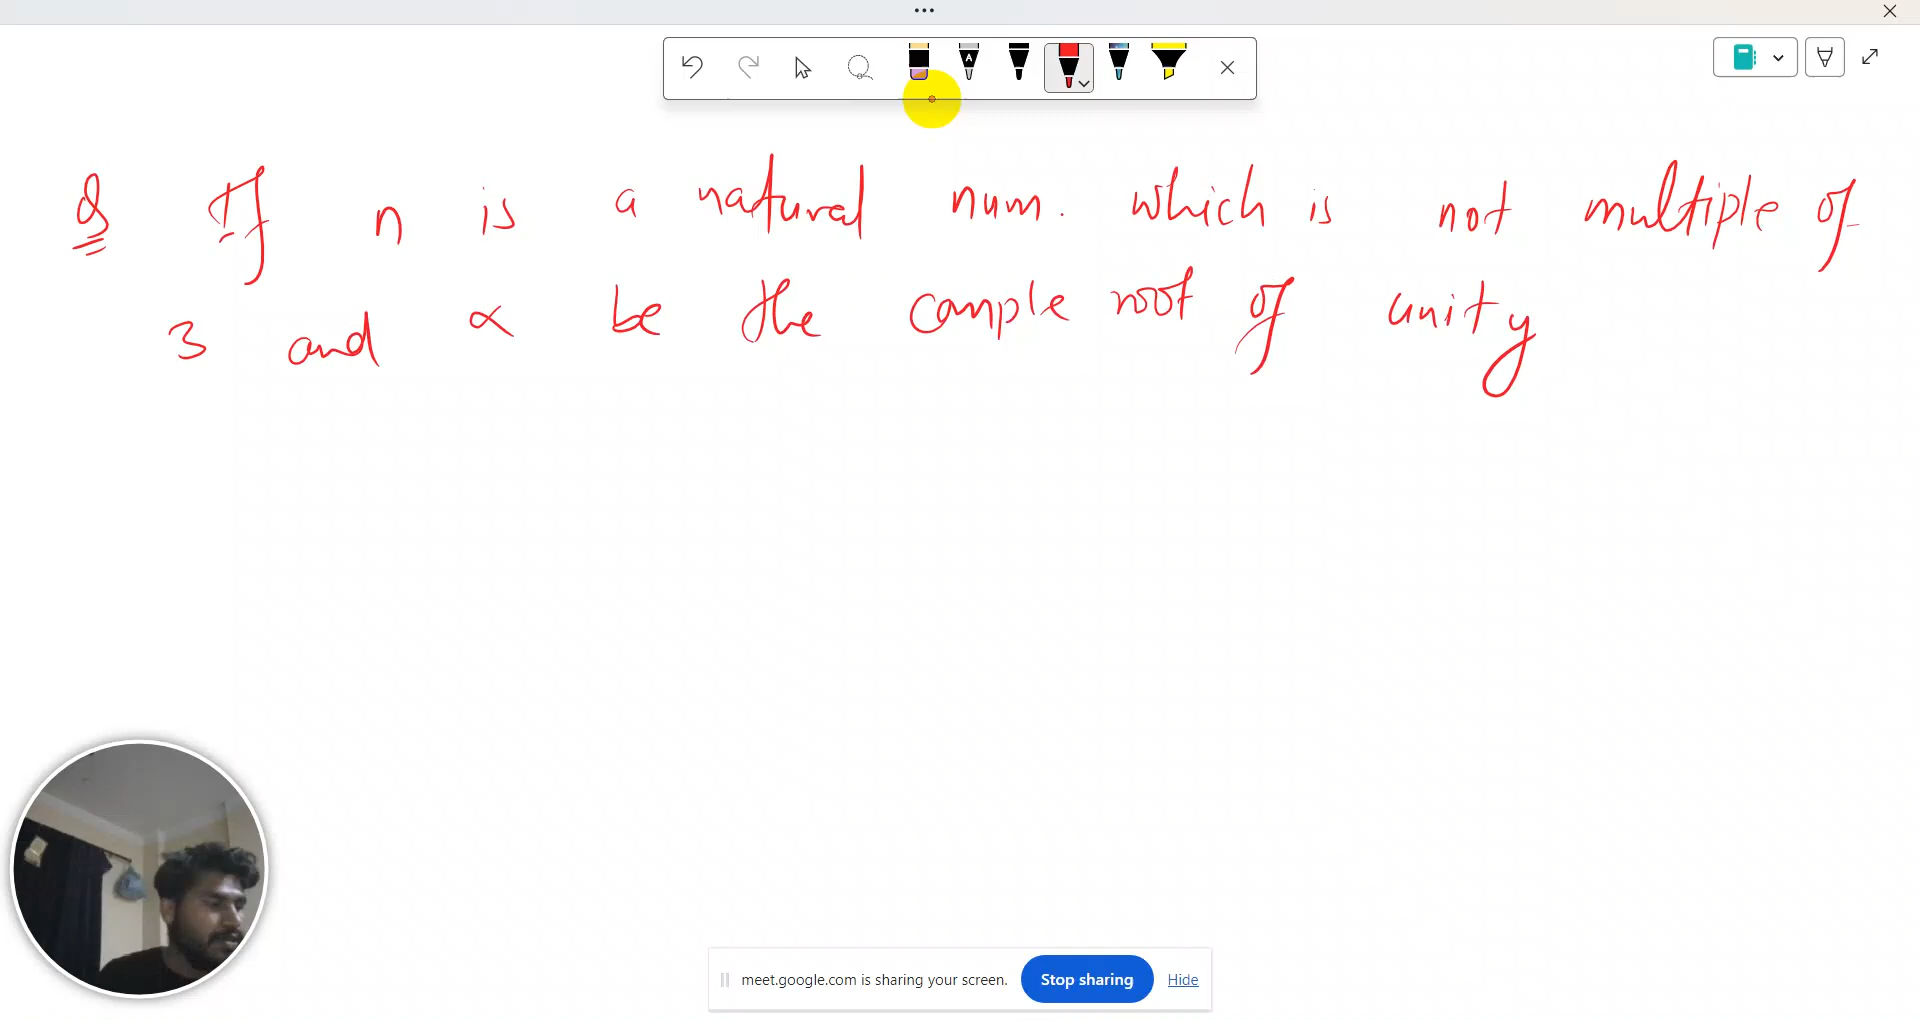 A
Q If n is a natural num. which is not multiple of
3 and α be the comple root of unity
meet.google.com is sharing your screen. Stop sharing Hide